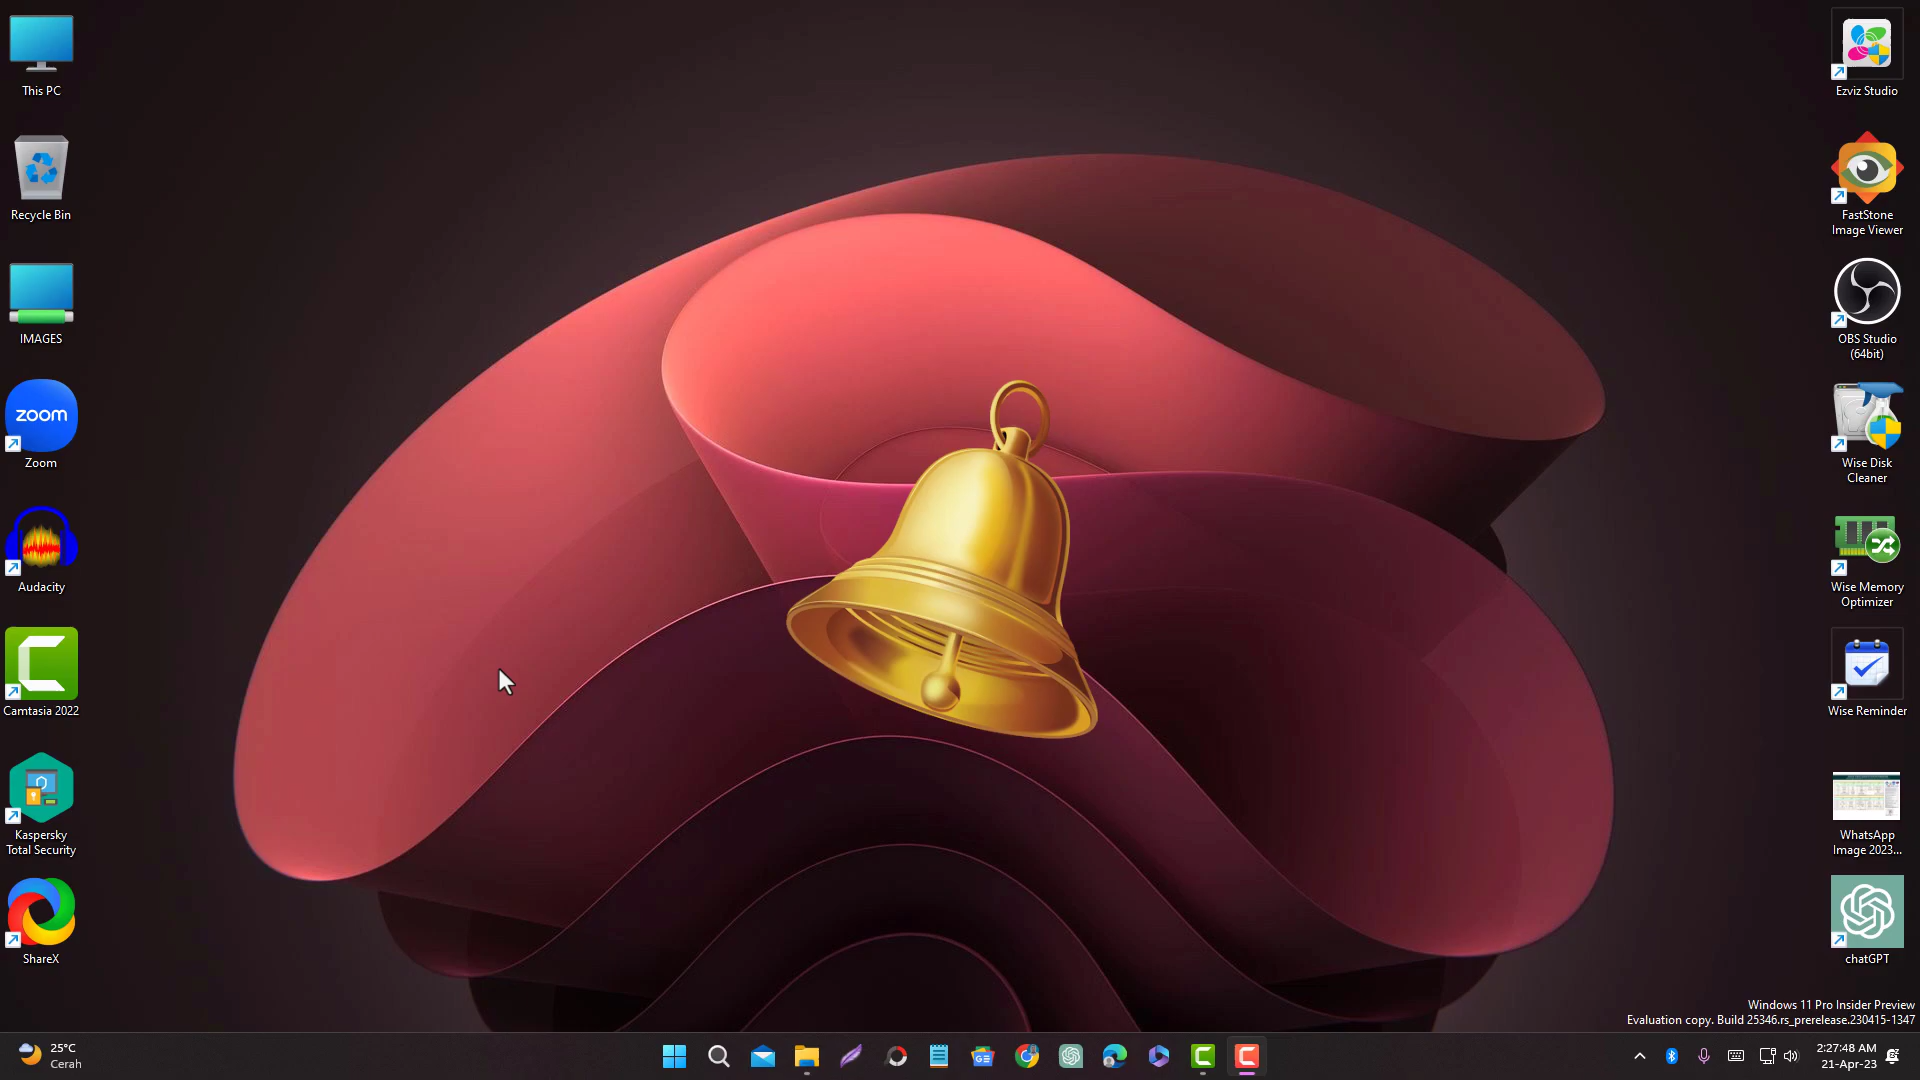 This PC
Recycle Bin
IMAGES
zoom
Zoom
Audacity
Camtasia 2022
Kaspersky
Total Security
ShareX
Ezviz Studio
FastStone
Image Viewer
OBS Studio
(64bit)
Wise Disk
Cleaner
Wise Memory
Optimizer
Wise Reminder
WhatsApp
Image 2023...
chatGPT
Windows 11 Pro Insider Preview
Evaluation copy. Build 25346.rs_prerelease.230415-1347
25°C
Cerah
2:27:48 AM
21-Apr-23